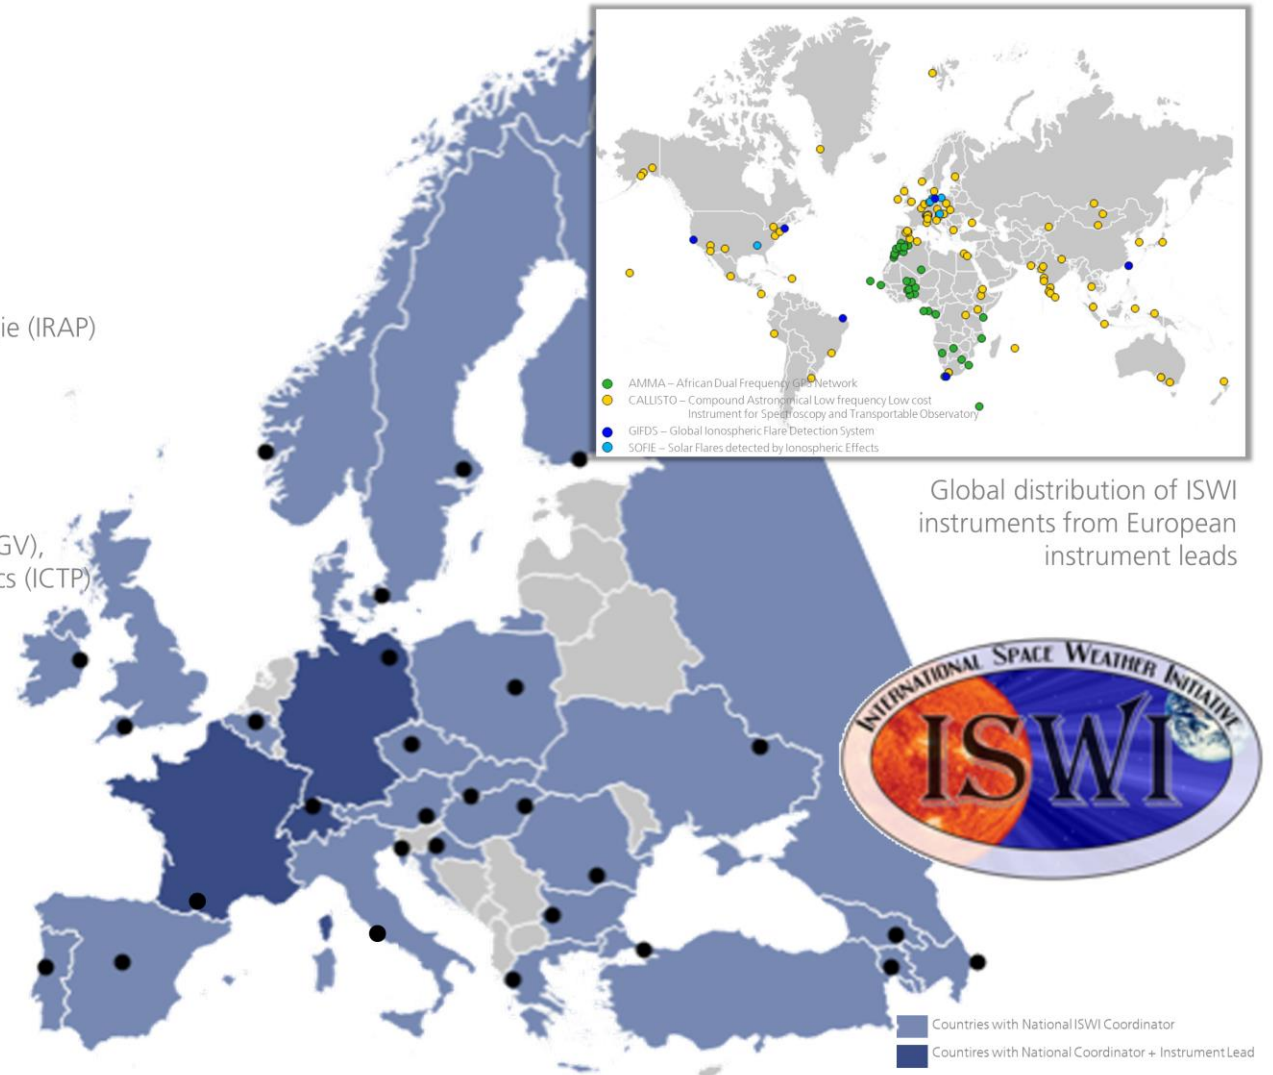 ie (IRAP)
GV),
cs (ICTP)
AMMA – African Dual Frequency GPS Network
CALLISTO – Compound Astronomical Low frequency Low cost
Instrument for Spectroscopy and Transportable Observatory
GIFDS – Global Ionospheric Flare Detection System
SOFIE – Solar Flares detected by Ionospheric Effects
Global distribution of ISWI
instruments from European
instrument leads
INTERNATIONAL SPACE WEATHER INITIATIVE
ISWI
Countries with National ISWI Coordinator
Countires with National Coordinator + Instrument Lead